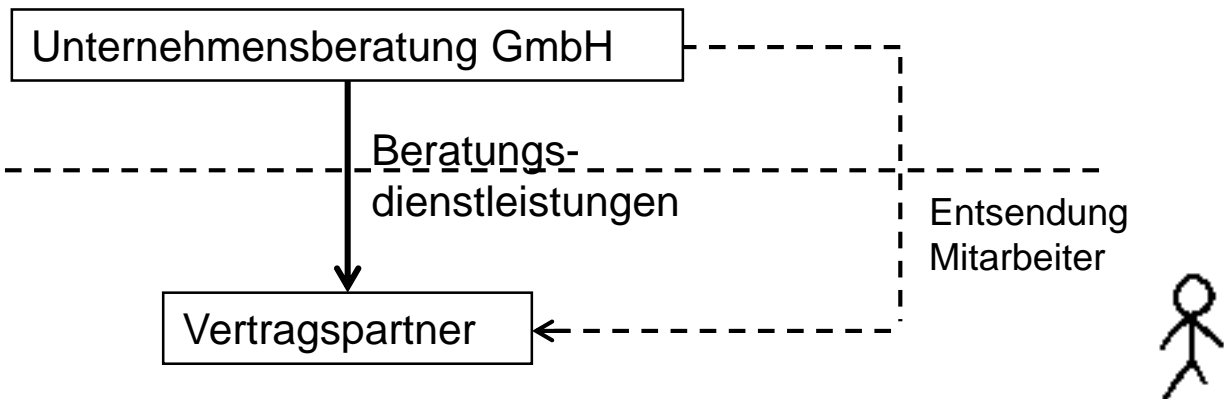 Unternehmensberatung GmbH
Beratungs-
dienstleistungen
Entsendung
Mitarbeiter
Vertragspartner